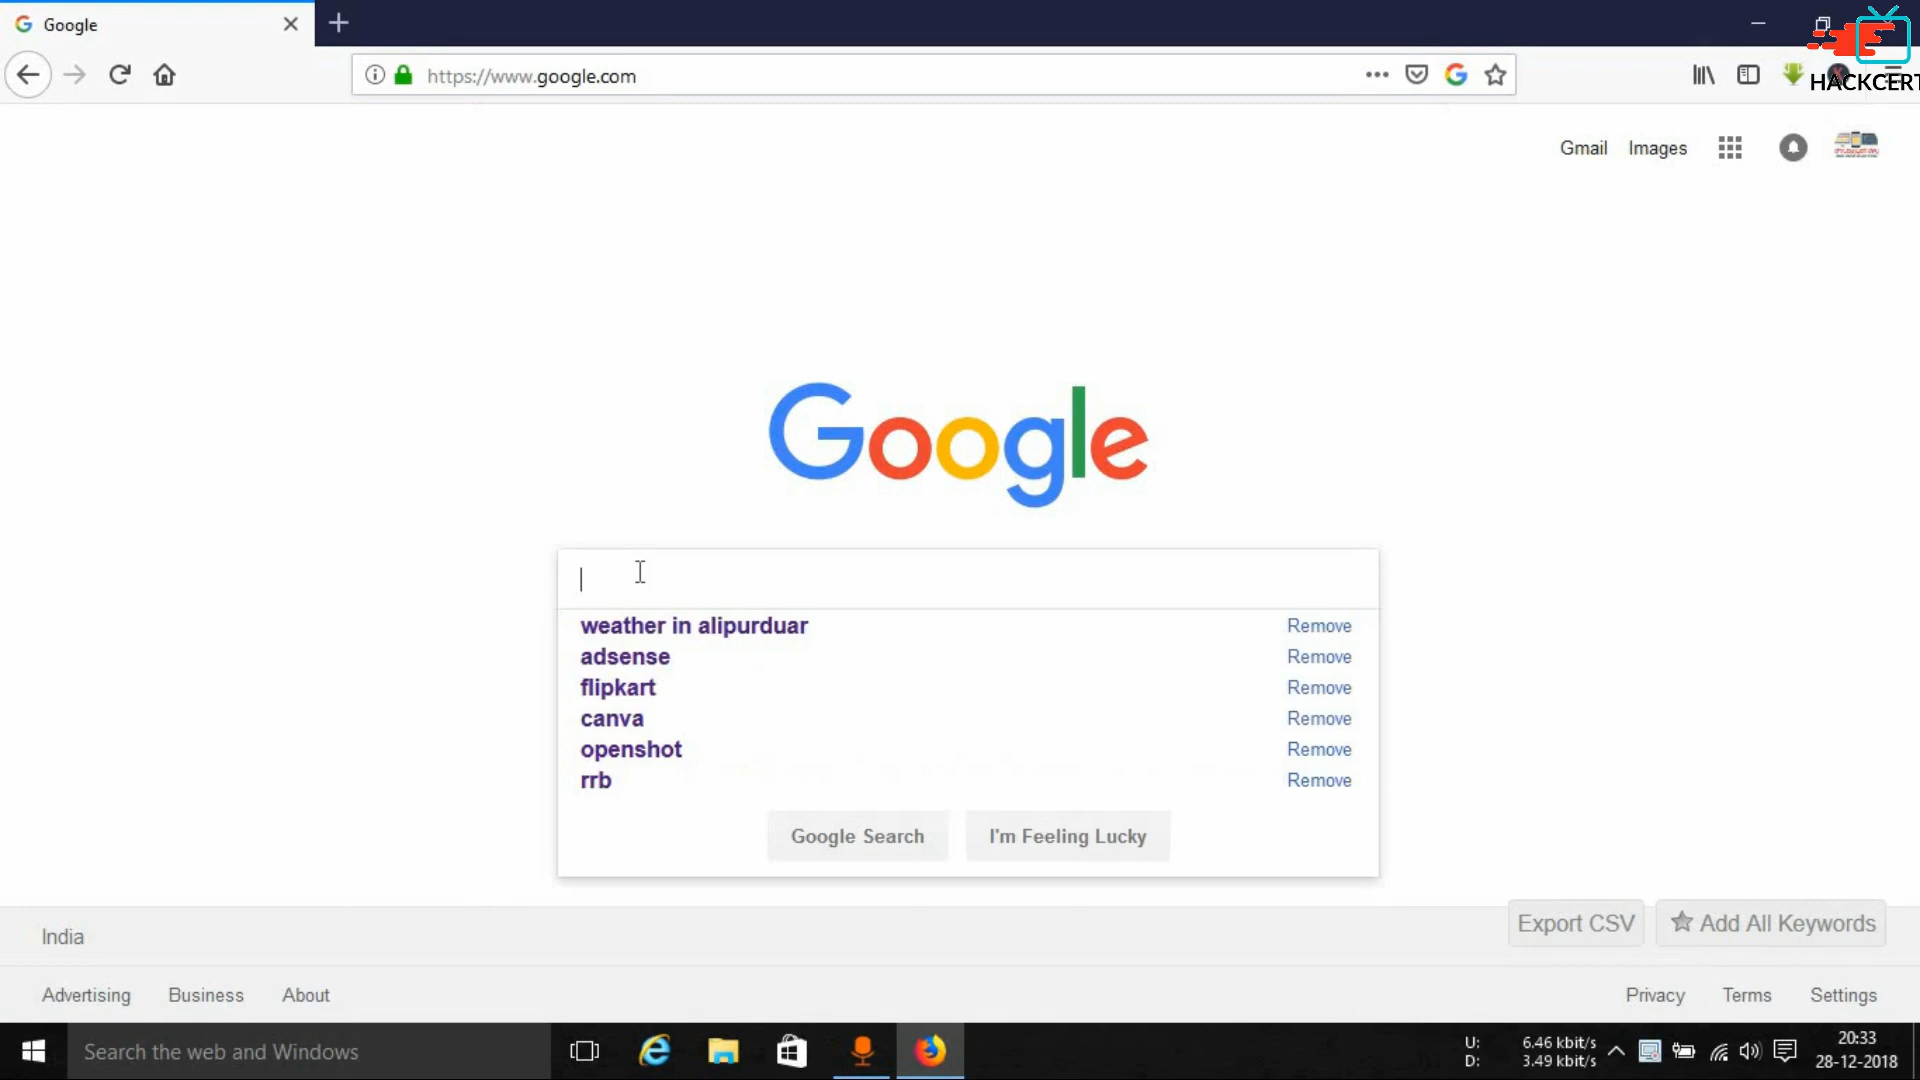 Google
https://www.google.com
HACKCERT
Gmail Images
Google
weather in alipurduar Remove
adsense Remove
flipkart Remove
canva Remove
openshot Remove
rrb Remove
Google Search I'm Feeling Lucky
Export CSV Add All Keywords
India
Advertising Business About Privacy Terms Settings
Search the web and Windows
U: 6.46 kbit/s
D: 3.49 kbit/s
20:33
28-12-2018